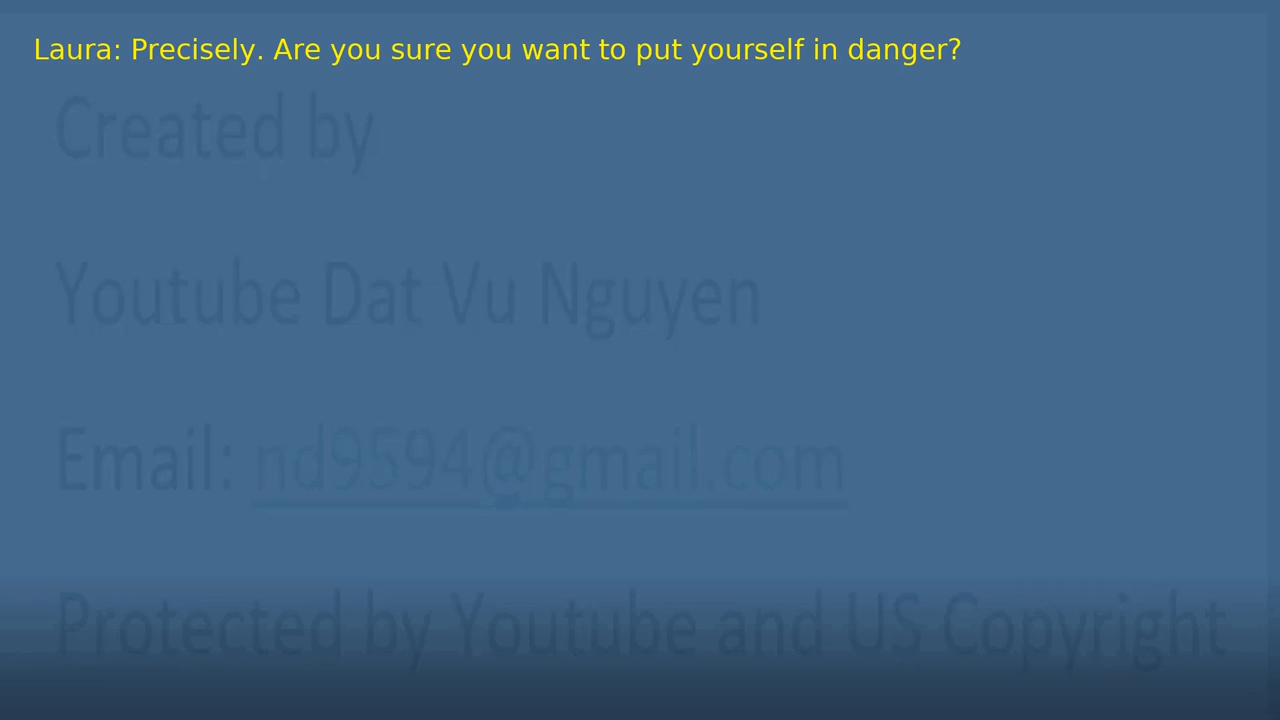 Laura: Precisely. Are you sure you want to put yourself in danger?
Created by
Youtube Dat Vu Nguyen
Email: nd9594@gmail.com
Protected by Youtube and US Copyright